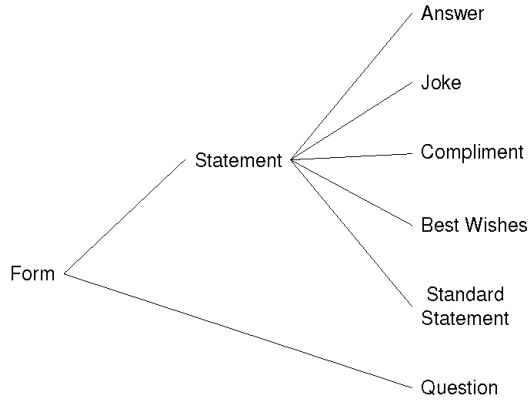 Answer
Joke
Compliment
Statement
Best Wishes
Form
Standard
Statement
Question